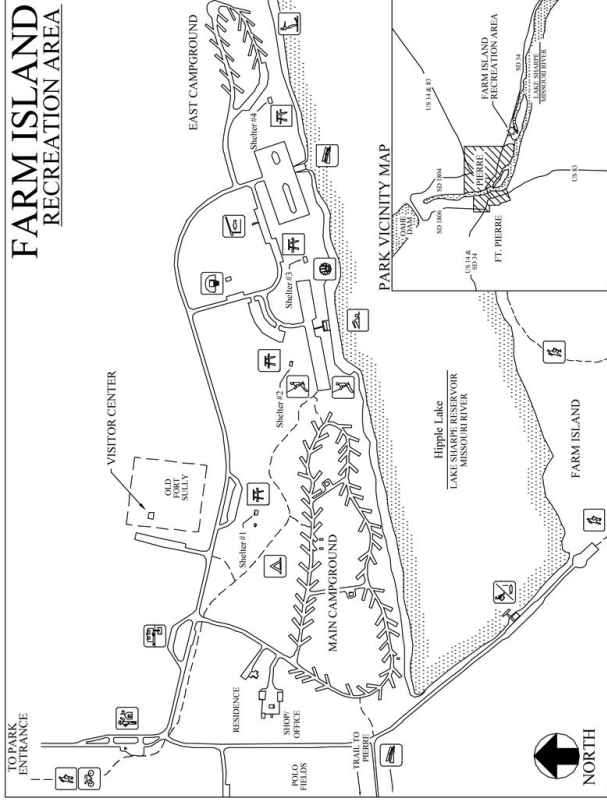 FARM ISLAND
RECREATION AREA
TO PARK
ENTRANCE
VISITOR CENTER
OLD
FORT
SULLY
EAST CAMPGROUND
Shelter #4
Shelter #3
Shelter #2
Shelter #1
MAIN CAMPGROUND
RESIDENCE
SHOP/
OFFICE
POLO
FIELDS
TRAIL TO
PIERRE
Hipple Lake
LAKE SHARPE RESERVOIR
MISSOURI RIVER
FARM ISLAND
NORTH
PARK VICINITY MAP
OAHE
DAM
SD 1804
SD 1806
US 14 & 83
PIERRE
FT. PIERRE
US 14 &
SD 34
US 83
FARM ISLAND
RECREATION AREA
SD 34
LAKE SHARPE
MISSOURI RIVER